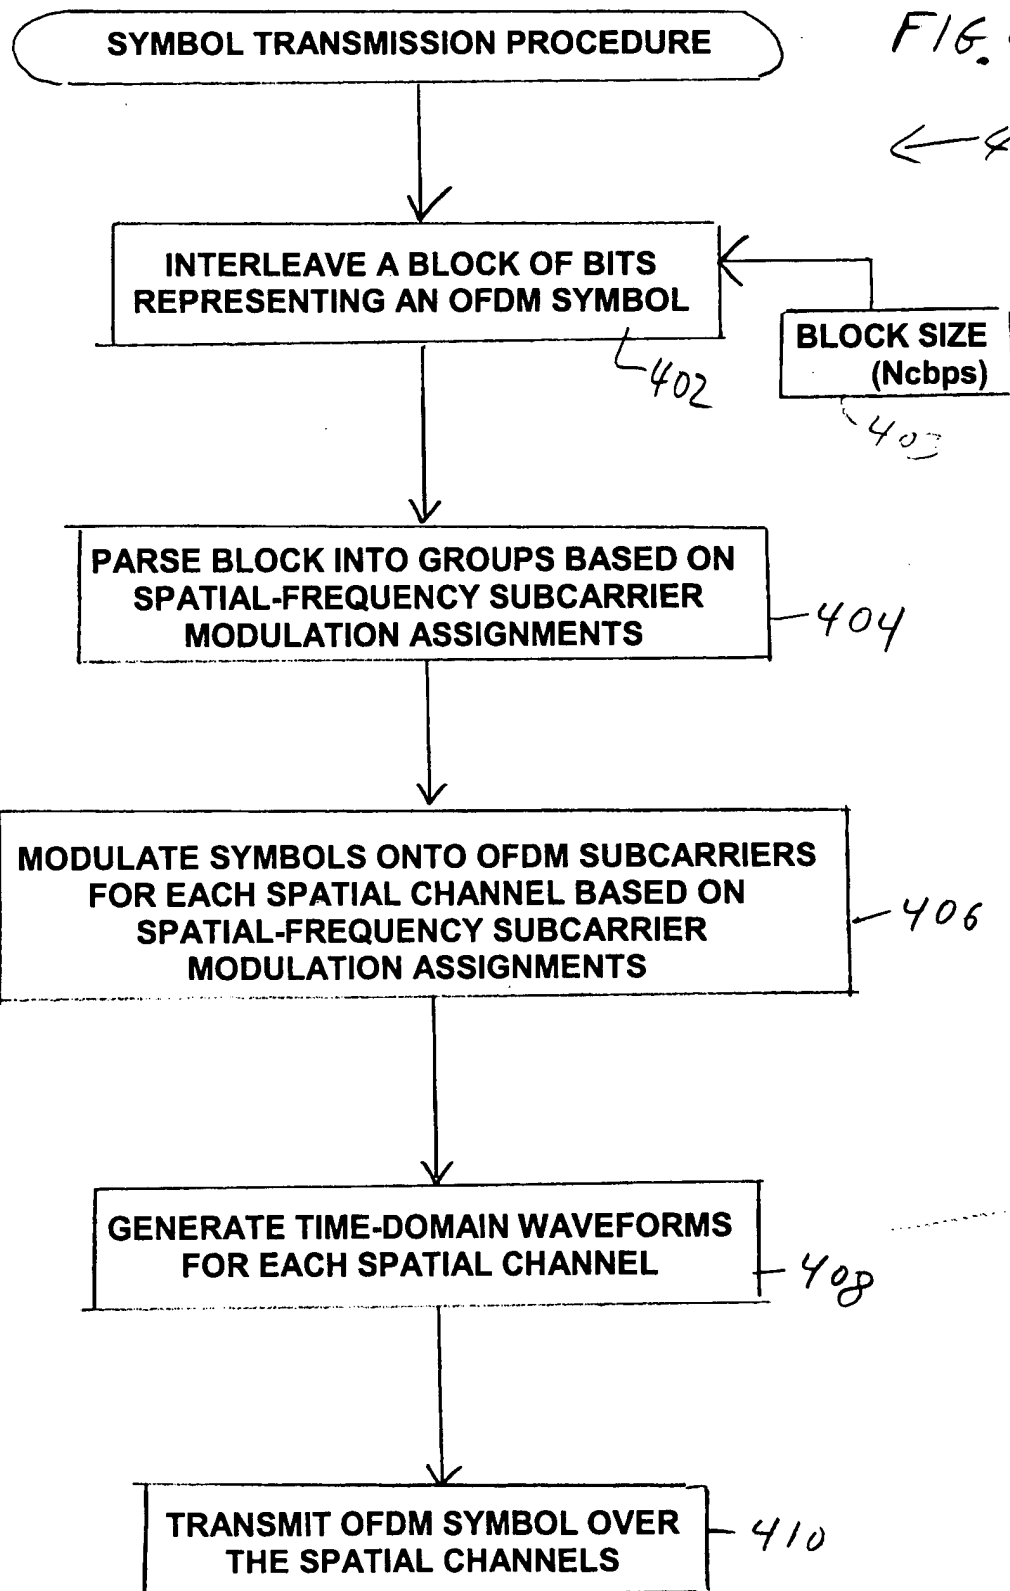 SYMBOL TRANSMISSION PROCEDURE
FIG.
4
INTERLEAVE A BLOCK OF BITS
REPRESENTING AN OFDM SYMBOL
402
BLOCK SIZE
(Ncbps)
403
PARSE BLOCK INTO GROUPS BASED ON
SPATIAL-FREQUENCY SUBCARRIER
MODULATION ASSIGNMENTS
404
MODULATE SYMBOLS ONTO OFDM SUBCARRIERS
FOR EACH SPATIAL CHANNEL BASED ON
SPATIAL-FREQUENCY SUBCARRIER
MODULATION ASSIGNMENTS
406
GENERATE TIME-DOMAIN WAVEFORMS
FOR EACH SPATIAL CHANNEL
408
TRANSMIT OFDM SYMBOL OVER
THE SPATIAL CHANNELS
410